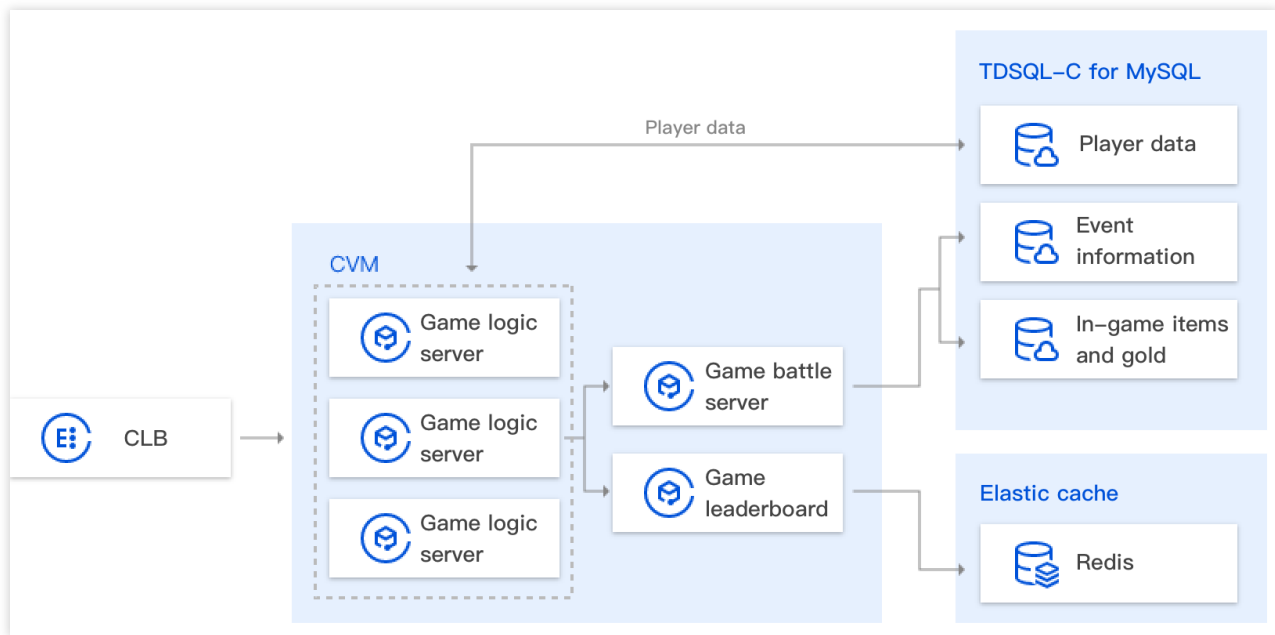 TDSQL-C for MySQL
Player data
Player data
Event
information
In-game items
and gold
CVM
Game logic
server
Game logic
server
Game logic
server
Game battle
server
Game
leaderboard
CLB
Elastic cache
Redis